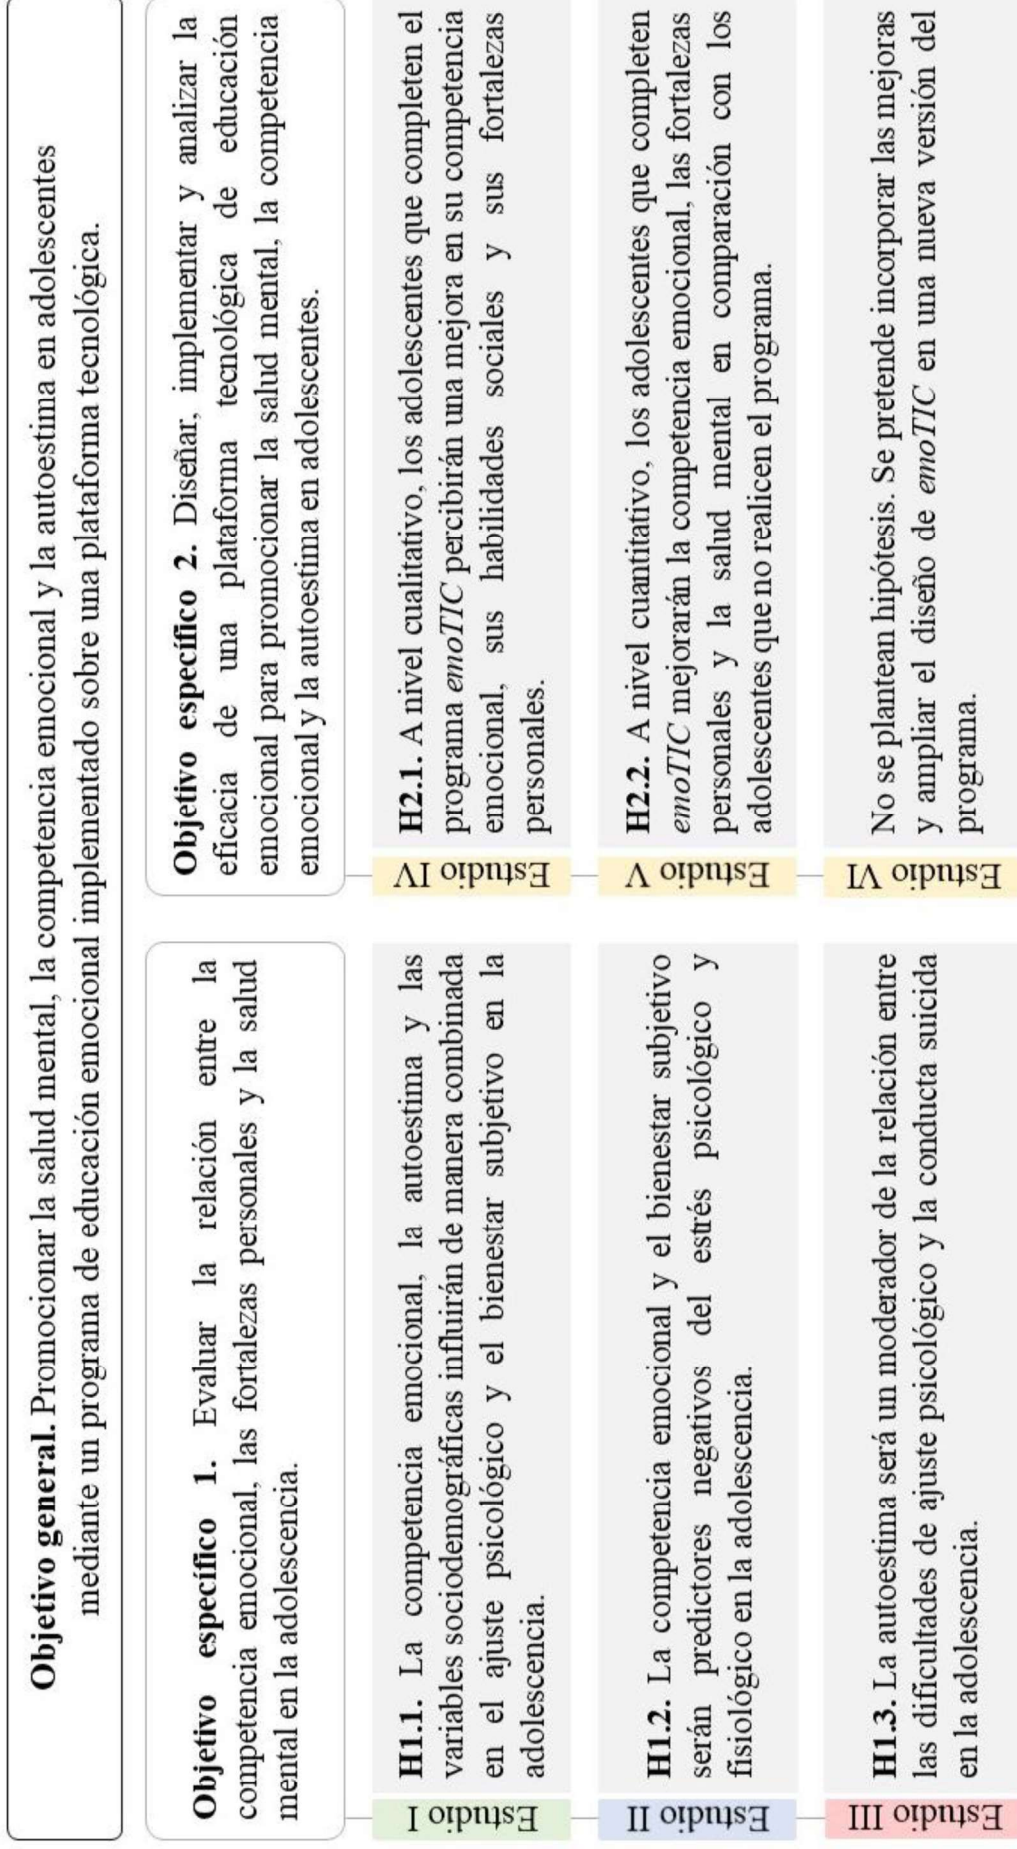 Objetivo general. Promocionar la salud mental, la competencia emocional y la autoestima en adolescentes
mediante un programa de educación emocional implementado sobre una plataforma tecnológica.
Objetivo específico 1. Evaluar la relación entre la
competencia emocional, las fortalezas personales y la salud
mental en la adolescencia.
Estudio I
H1.1. La competencia emocional, la autoestima y las
variables sociodemográficas influirán de manera combinada
en el ajuste psicológico y el bienestar subjetivo en la
adolescencia.
Estudio II
H1.2. La competencia emocional y el bienestar subjetivo
serán predictores negativos del estrés psicológico y
fisiológico en la adolescencia.
Estudio III
H1.3. La autoestima será un moderador de la relación entre
las dificultades de ajuste psicológico y la conducta suicida
en la adolescencia.
Objetivo específico 2. Diseñar, implementar y analizar la
eficacia de una plataforma tecnológica de educación
emocional para promocionar la salud mental, la competencia
emocional y la autoestima en adolescentes.
Estudio IV
H2.1. A nivel cualitativo, los adolescentes que completen el
programa emoTIC percibirán una mejora en su competencia
emocional, sus habilidades sociales y sus fortalezas
personales.
Estudio V
H2.2. A nivel cuantitativo, los adolescentes que completen
emoTIC mejorarán la competencia emocional, las fortalezas
personales y la salud mental en comparación con los
adolescentes que no realicen el programa.
Estudio VI
No se plantean hipótesis. Se pretende incorporar las mejoras
y ampliar el diseño de emoTIC en una nueva versión del
programa.